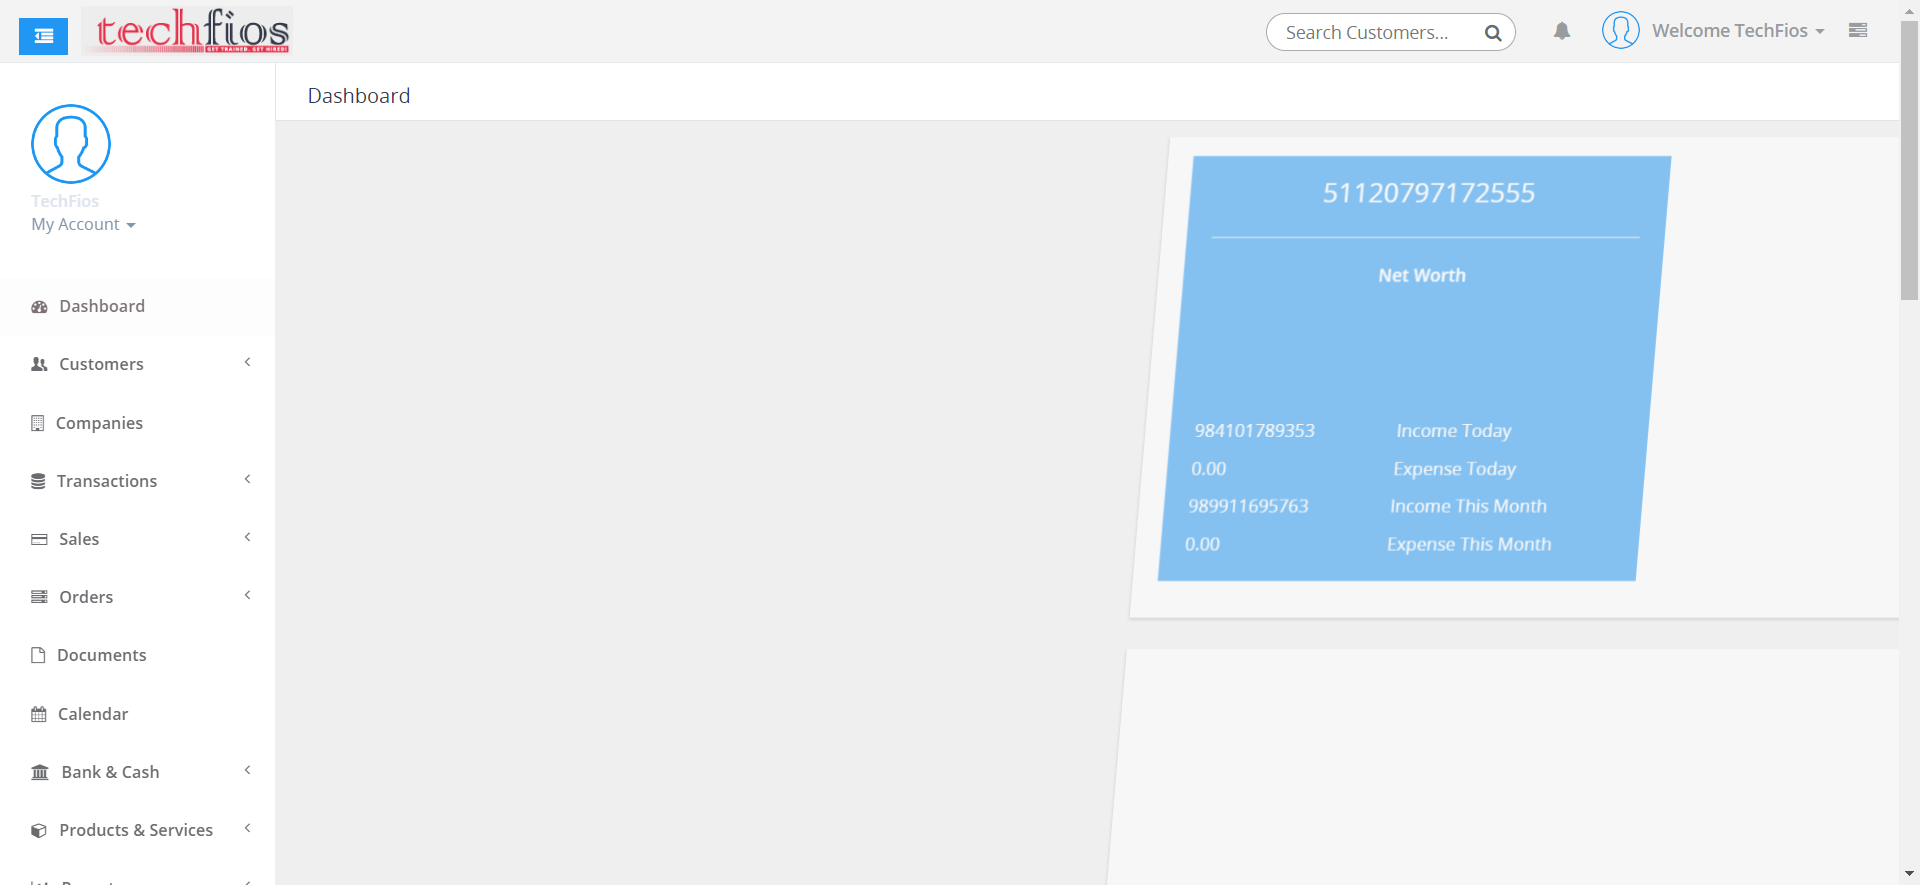 techfios
GET TRAINED. GET HIRED!
Search Customers...
Welcome TechFios
Dashboard
TechFios
My Account
Dashboard
Customers
Companies
Transactions
Sales
Orders
Documents
Calendar
Bank & Cash
Products & Services
51120797172555
Net Worth
984101789353 Income Today
0.00 Expense Today
989911695763 Income This Month
0.00 Expense This Month